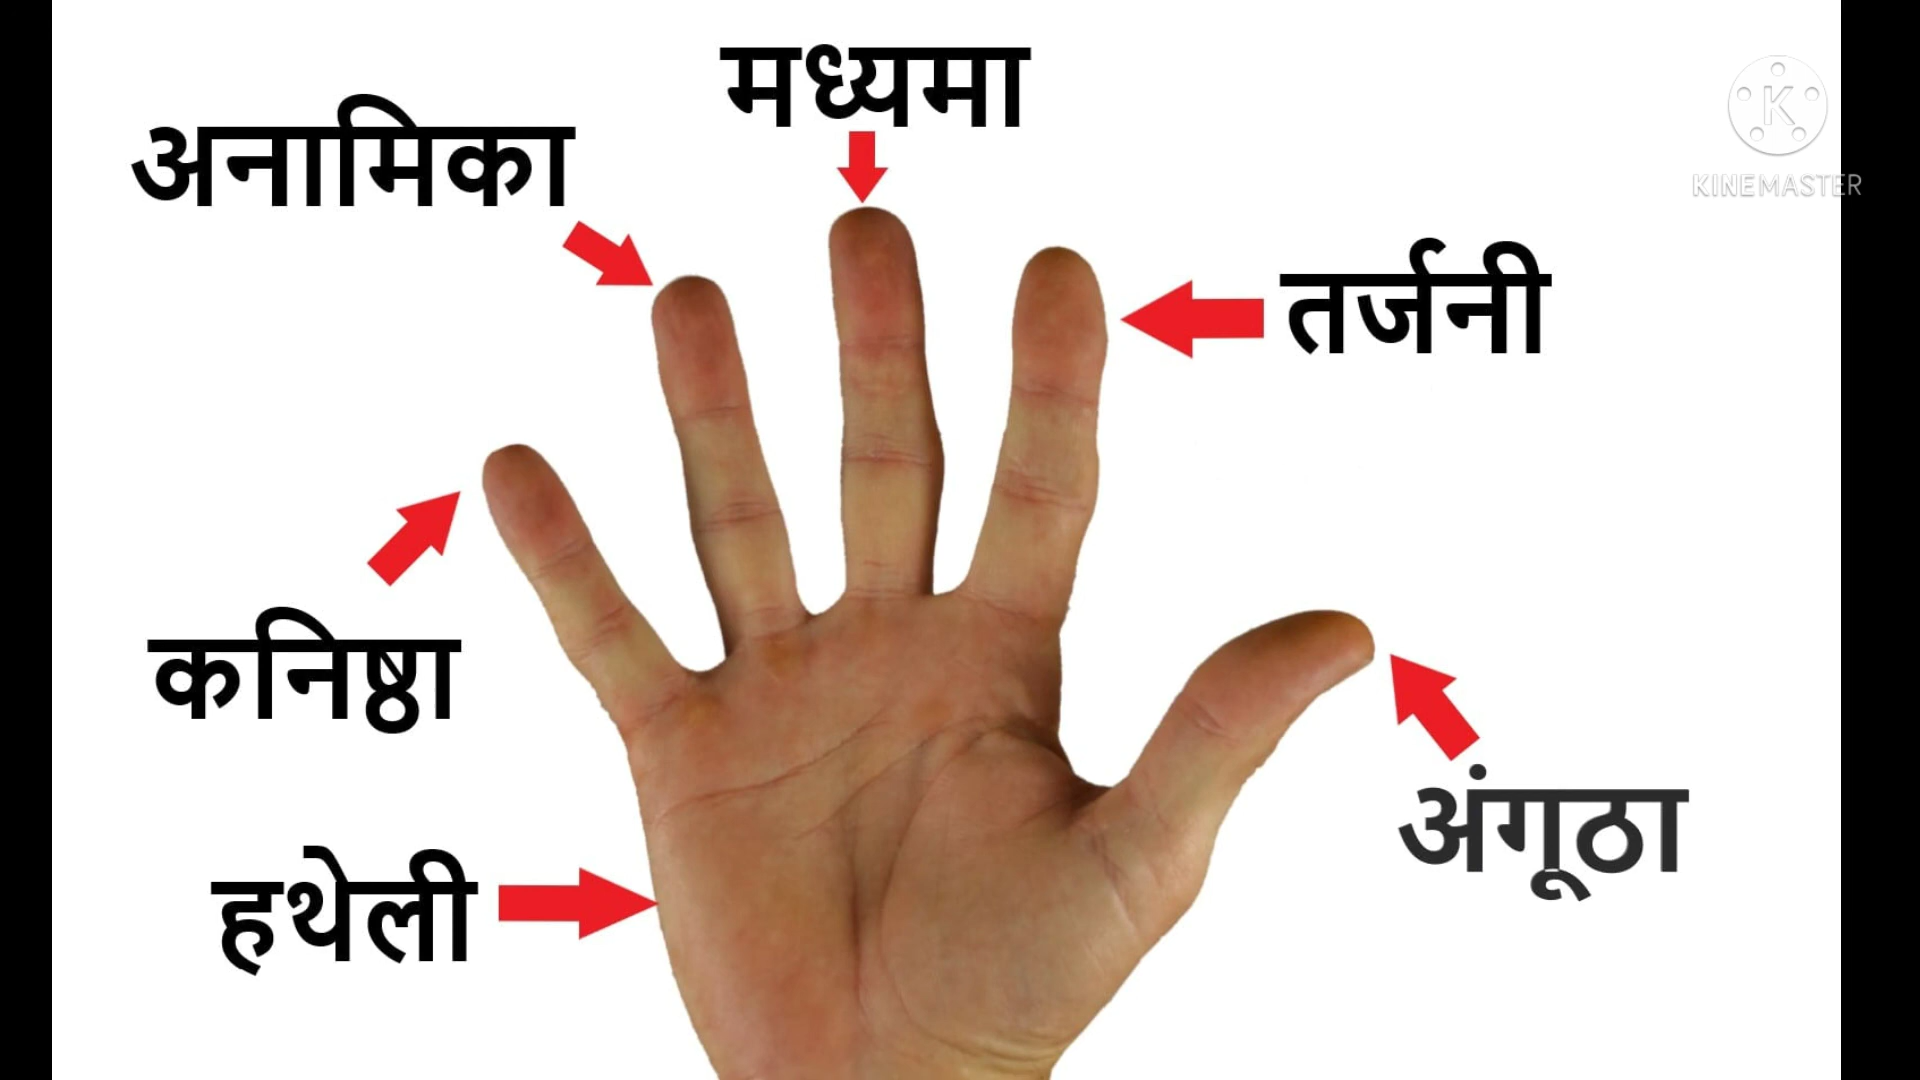 मध्यमा
अनामिका
KINEMASTER
तर्जनी
कनिष्ठा
अंगूठा
हथेली